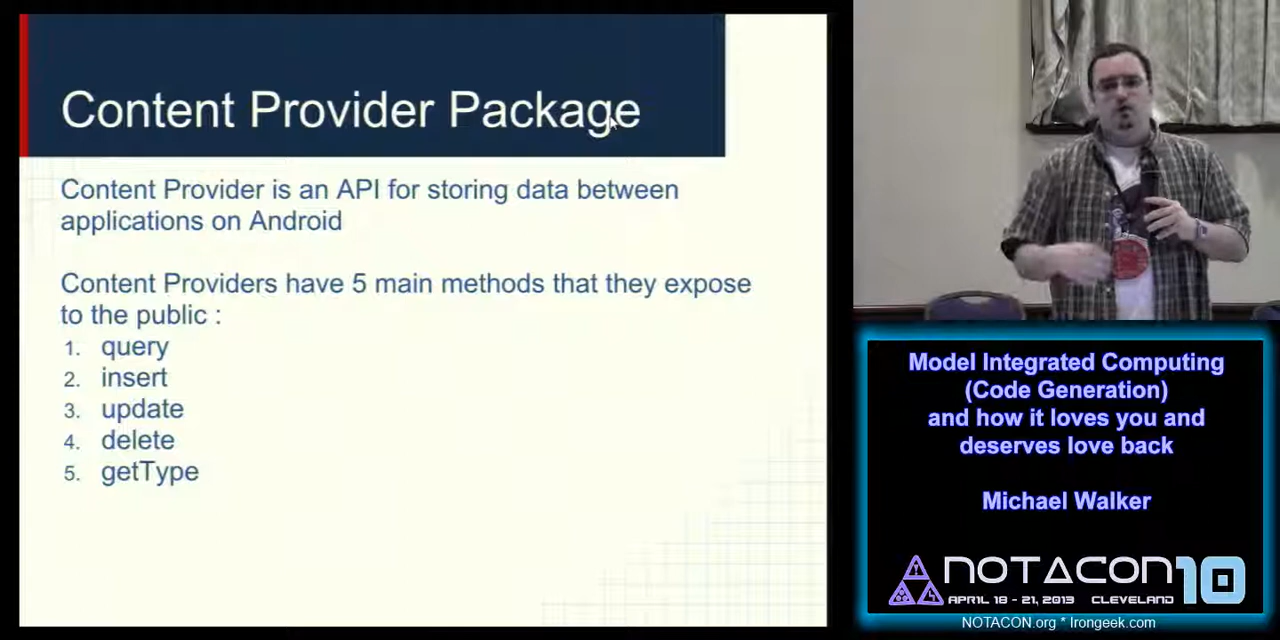 Content Provider Package
Content Provider is an API for storing data between
applications on Android
Content Providers have 5 main methods that they expose
to the public :
1. query
2. insert
3. update
4. delete
5. getType
Model Integrated Computing
(Code Generation)
and how it loves you and
deserves love back
Michael Walker
NOTACON 10
APRIL 18 - 21, 2013 CLEVELAND
NOTACON.org * Irongeek.com